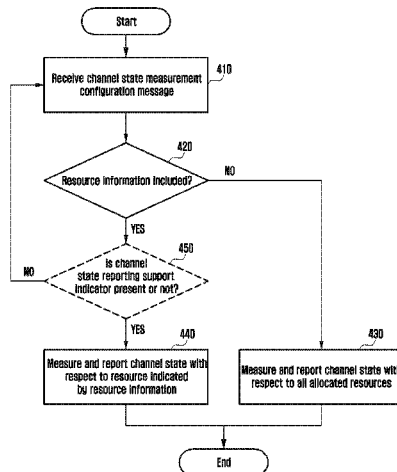 Start
Receive channel state measurement
configuration message
410
420
Resource information included?
NO
YES
450
Is channel
state reporting support
indicator present or not?
NO
YES
440
Measure and report channel state with
respect to resource indicated
by resource information
430
Measure and report channel state with
respect to all allocated resources
End